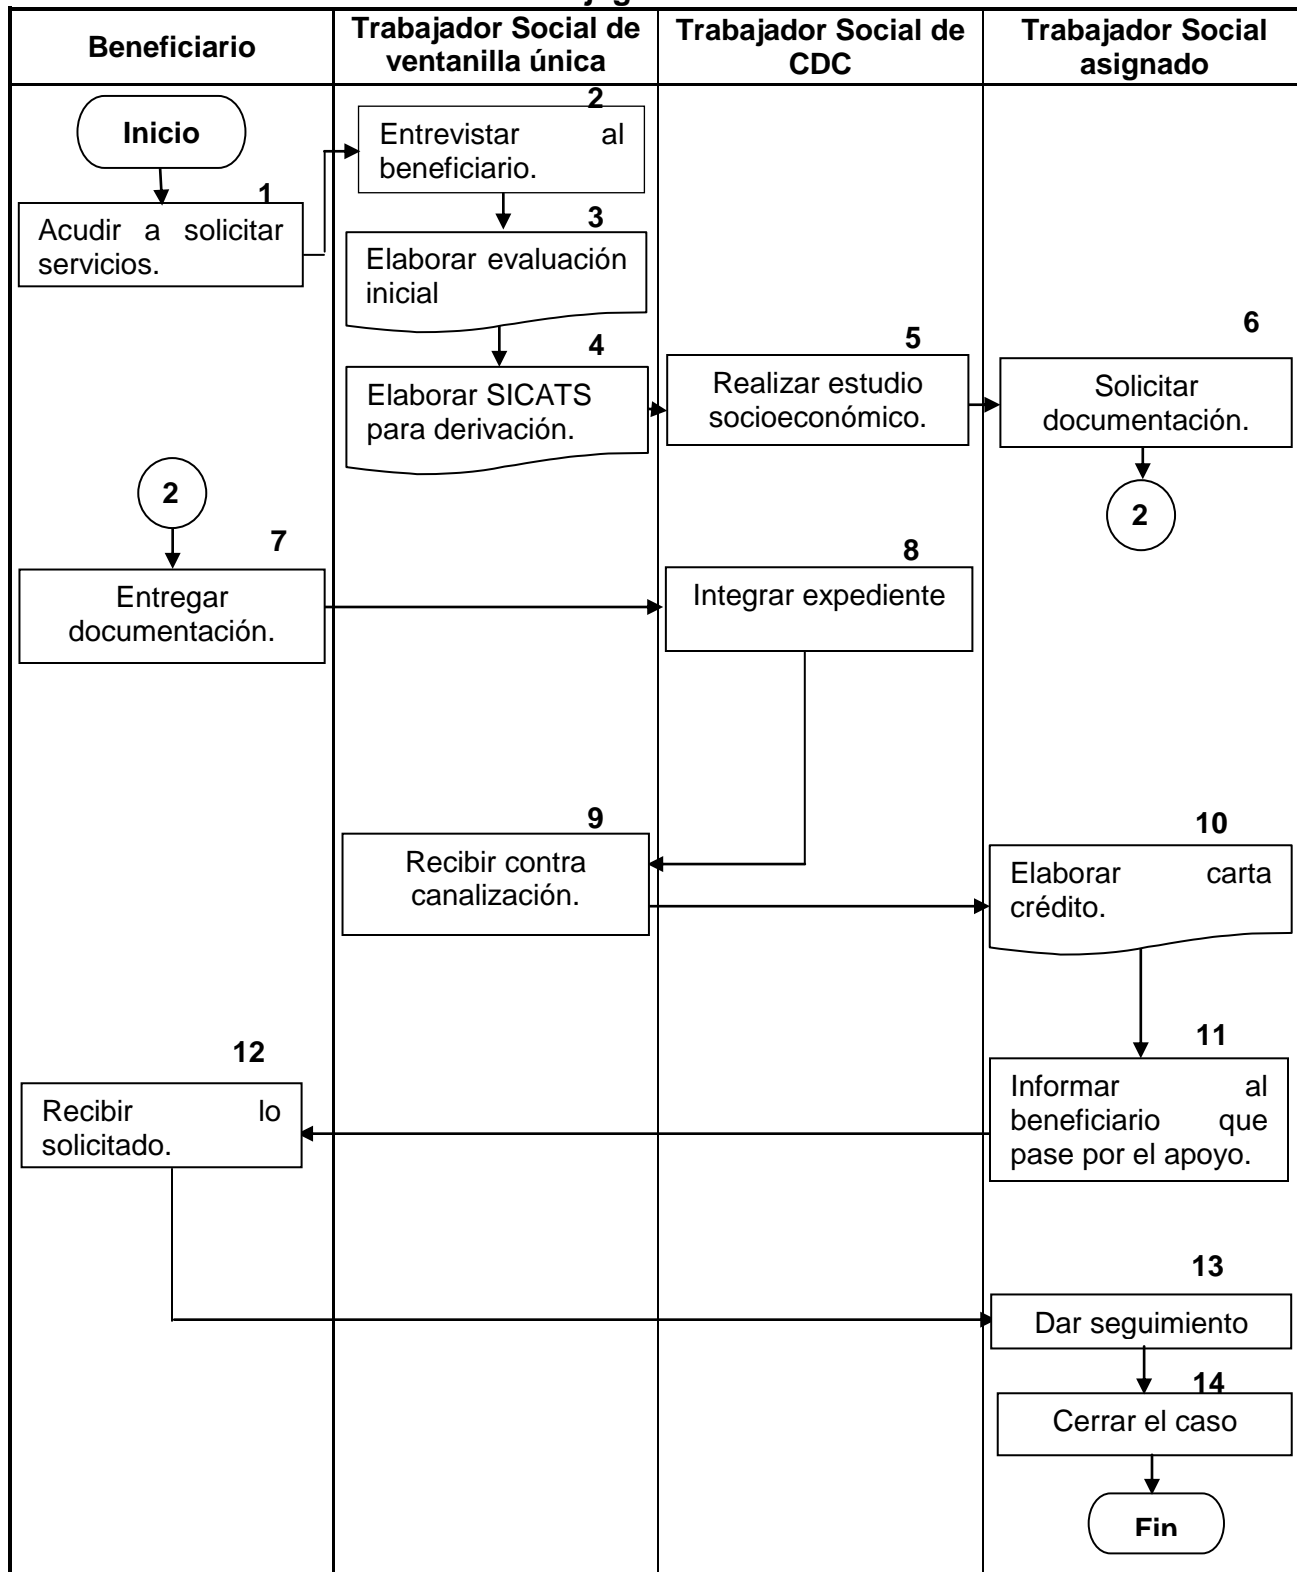 Beneficiario
Trabajador Social de
ventanilla única
Trabajador Social de
CDC
Trabajador Social
asignado
Inicio
1
Acudir a solicitar
servicios.
2
Entrevistar al
beneficiario.
3
Elaborar evaluación
inicial
4
Elaborar SICATS
para derivación.
5
Realizar estudio
socioeconómico.
6
Solicitar
documentación.
2
2
7
Entregar
documentación.
8
Integrar expediente
9
Recibir contra
canalización.
10
Elaborar carta
crédito.
11
Informar al
beneficiario que
pase por el apoyo.
12
Recibir lo
solicitado.
13
Dar seguimiento
14
Cerrar el caso
Fin